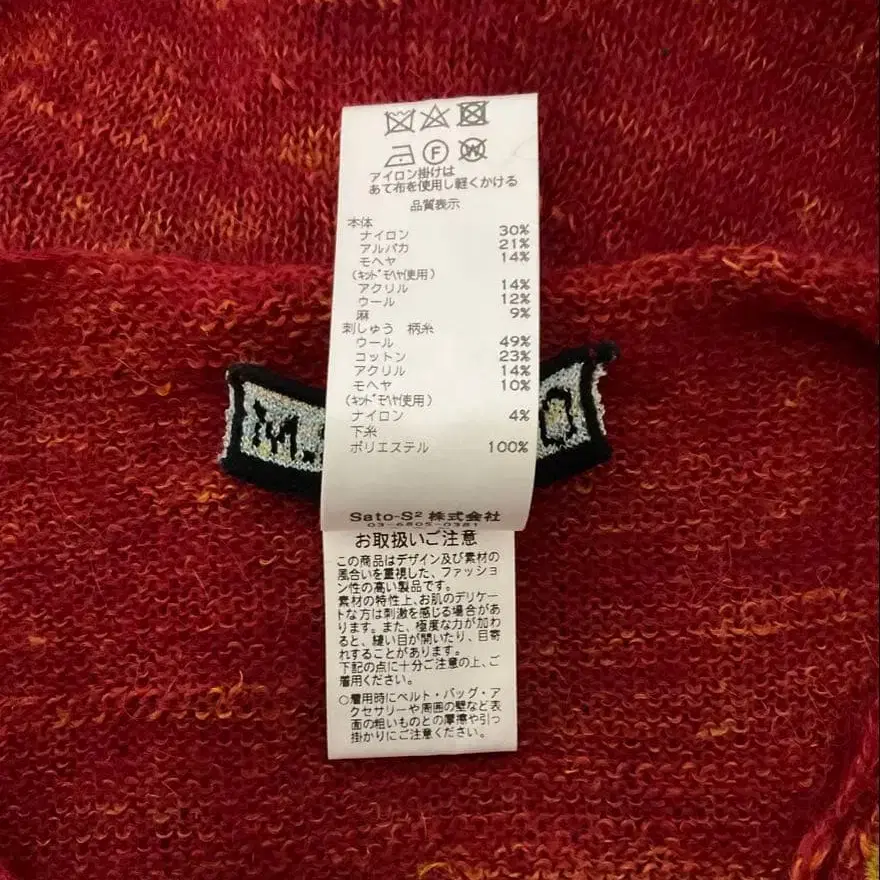 F W
アイロン掛けは
あて布を使用し軽くかける
品質表示
本体
ナイロン 30%
アルパカ 21%
モヘヤ 14%
(キッドモヘヤ使用)
アクリル 14%
ウール 12%
麻 9%
刺しゅう 柄糸
ウール 49%
コットン 23%
アクリル 14%
モヘヤ 10%
(キッドモヘヤ使用)
ナイロン 4%
下糸
ポリエステル 100%
M. O
Sato-S² 株式会社
03-6805-0381
お取扱いご注意
この商品はデザイン及び素材の
風合いを重視した、ファッショ
ン性の高い製品です。
素材の特性上、お肌のデリケー
トな方は刺激を感じる場合があ
ります。また、極度な力が加わ
ると、縫い目が開いたり、目寄
れすることがあります。
下記の点に十分ご注意の上、ご
着用ください。
○着用時にベルト・バッグ・ア
クセサリーや周囲の壁など表
面の粗いものとの摩擦や引っ
掛かりにご注意ください。